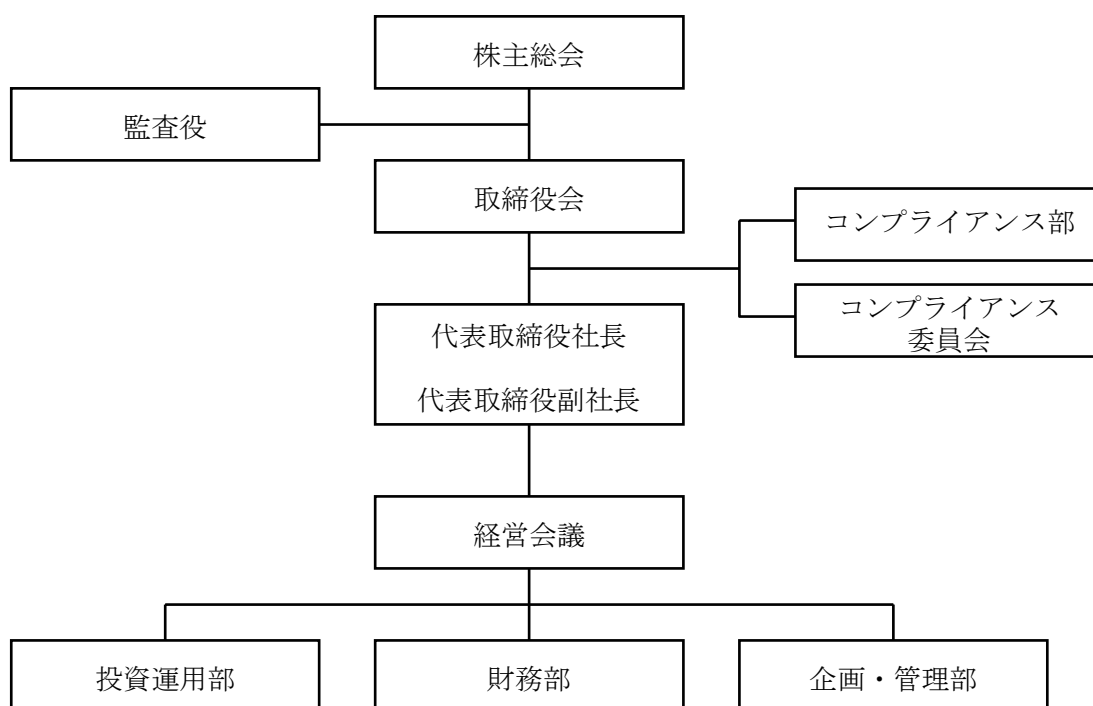 株主総会
監査役
取締役会
コンプライアンス部
コンプライアンス
委員会
代表取締役社長
代表取締役副社長
経営会議
投資運用部
財務部
企画・管理部